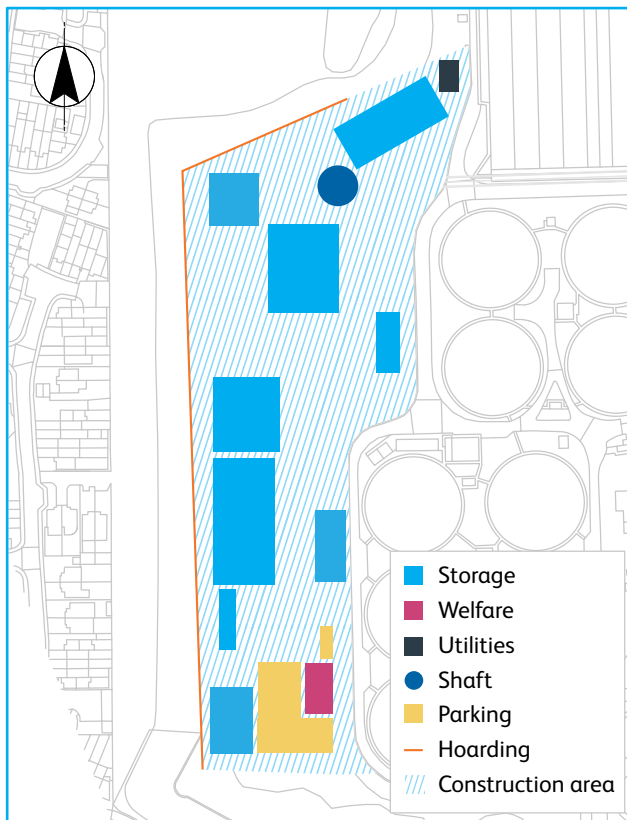 Storage
Welfare
Utilities
Shaft
Parking
Hoarding
Construction area